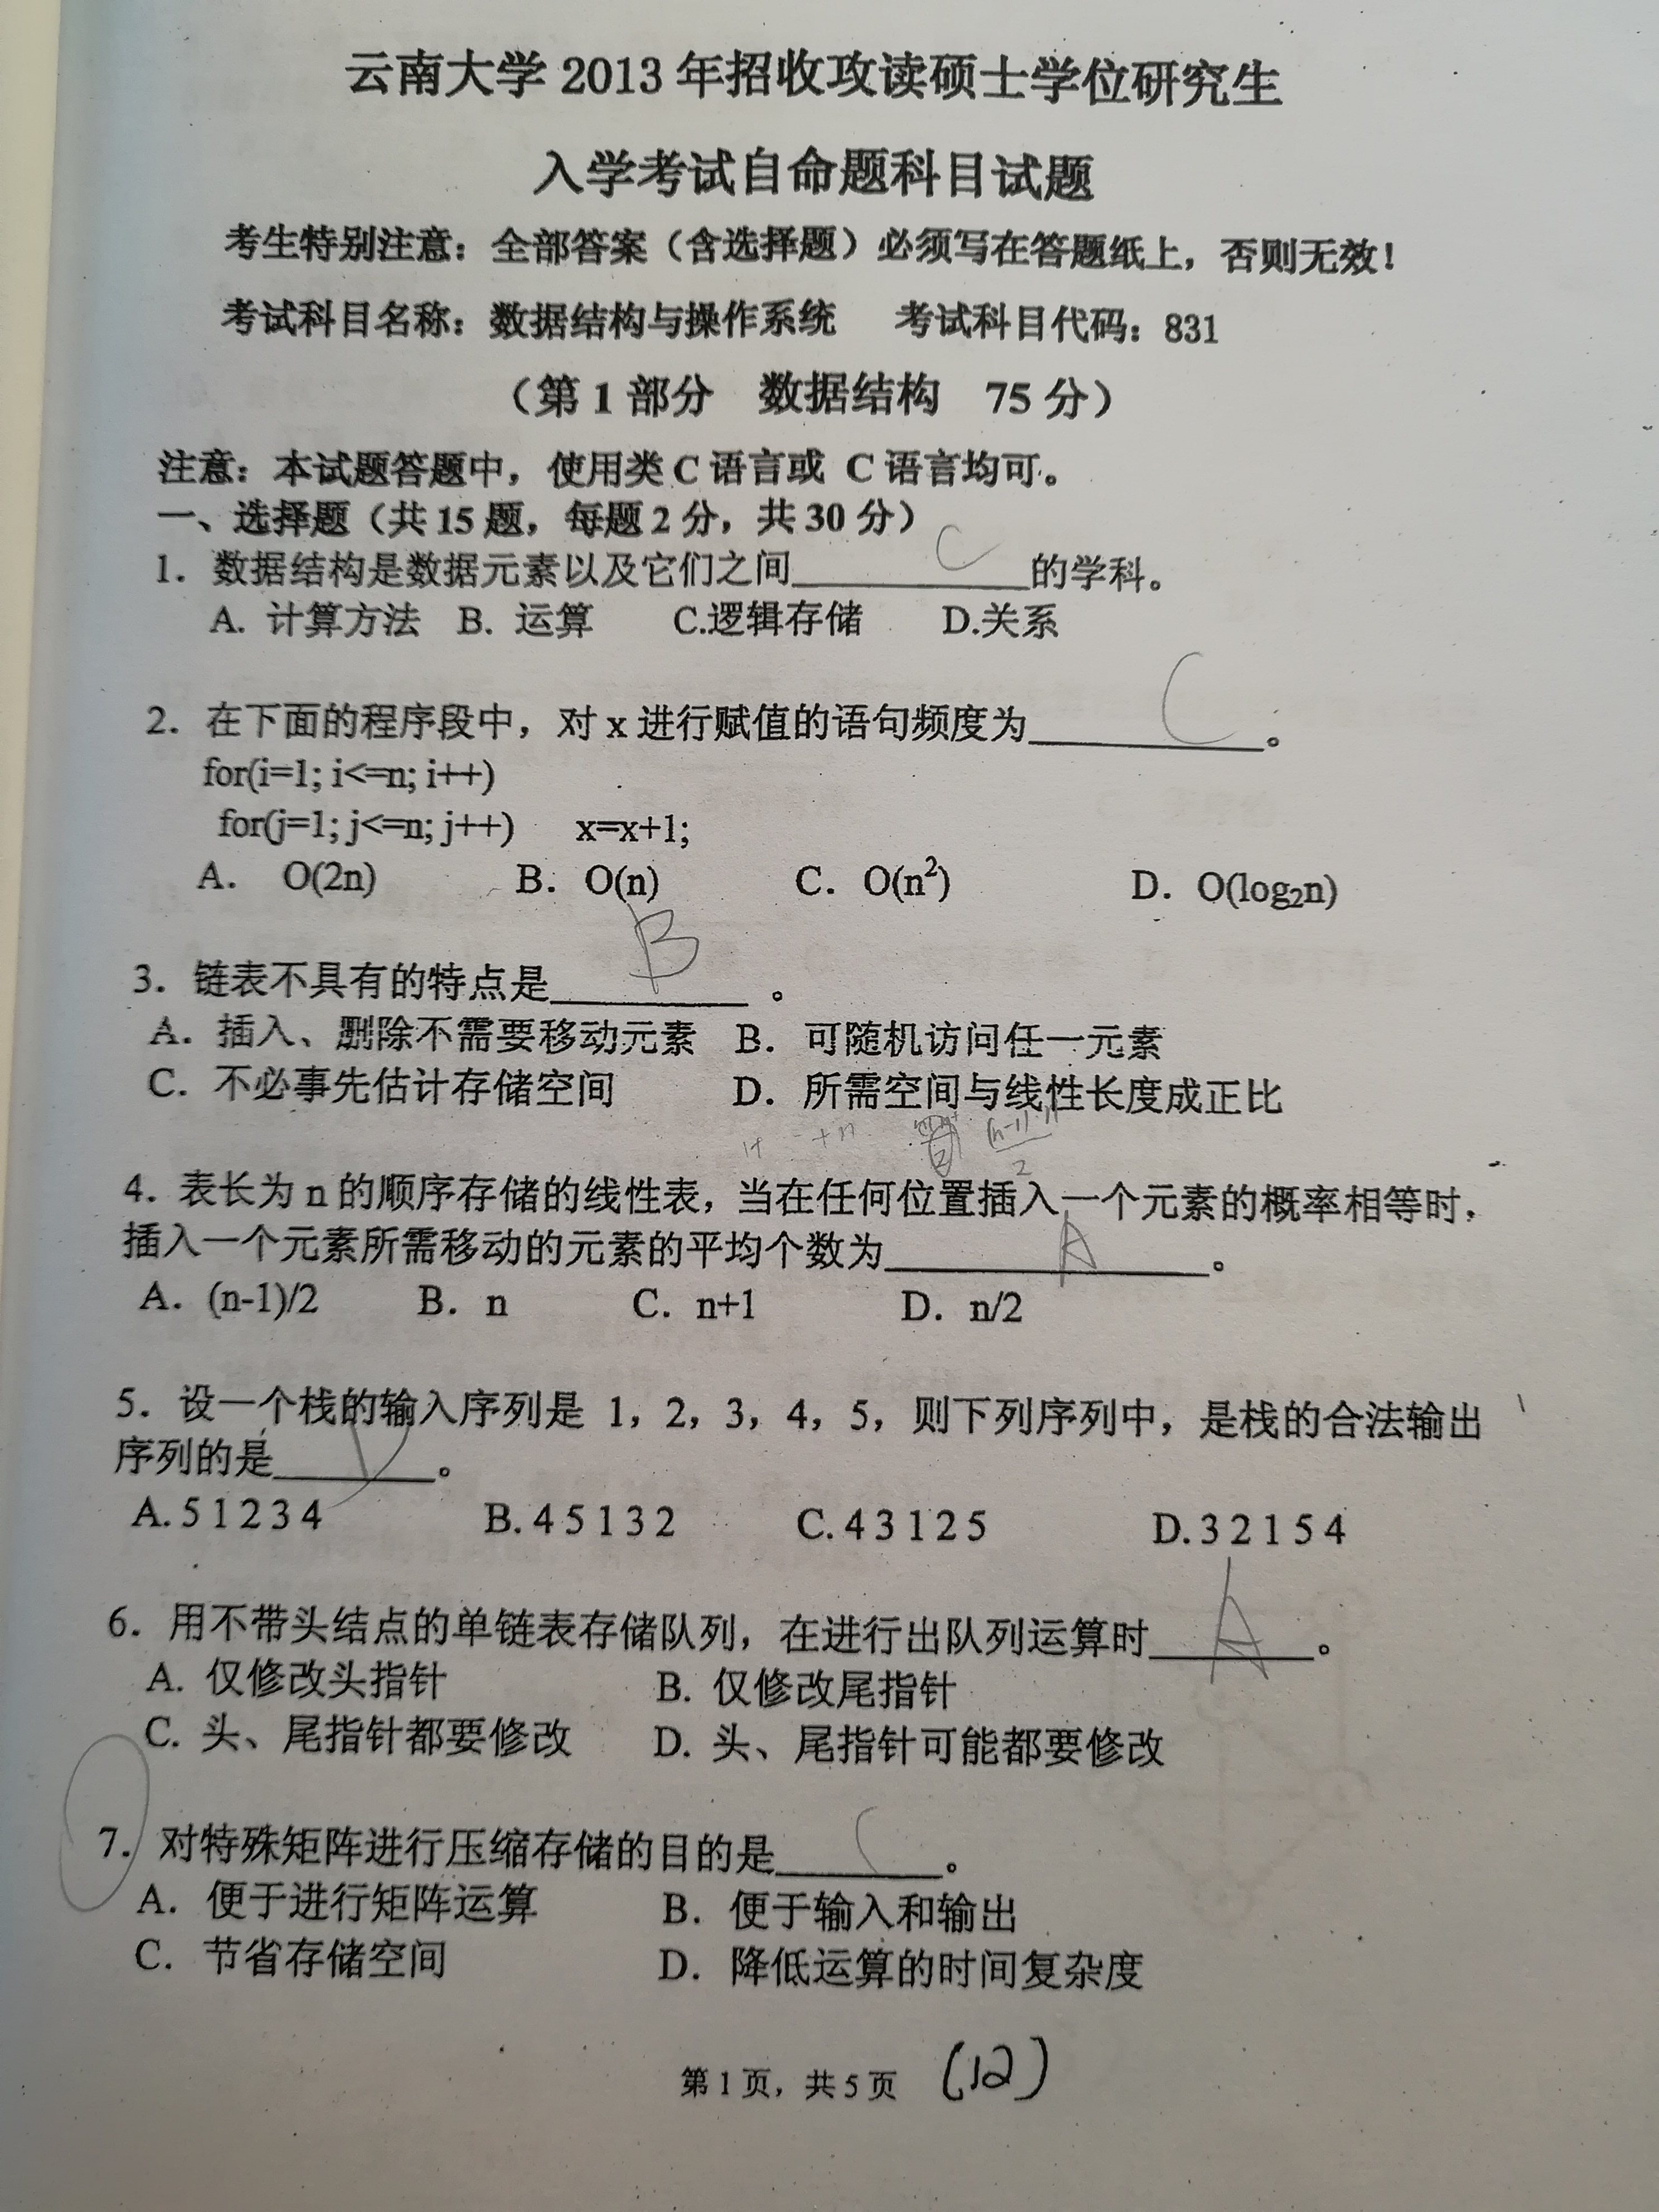 云南大学 2013 年招收攻读硕士学位研究生
入学考试自命题科目试题
考生特别注意：全部答案（含选择题）必须写在答题纸上，否则无效！
考试科目名称：数据结构与操作系统 考试科目代码：831
（第 1 部分 数据结构 75 分）
注意：本试题答题中，使用类 C 语言或 C 语言均可。
一、选择题（共 15 题，每题 2 分，共 30 分）
1. 数据结构是数据元素以及它们之间____C____的学科。
A. 计算方法 B. 运算 C.逻辑存储 D.关系
2. 在下面的程序段中，对 x 进行赋值的语句频度为____C____。
for(i=1; i<=n; i++)
for(j=1; j<=n; j++) x=x+1;
A. O(2n) B. O(n) C. O(n²) D. O(log₂n)
3. 链表不具有的特点是____B____。
A. 插入、删除不需要移动元素 B. 可随机访问任一元素
C. 不必事先估计存储空间 D. 所需空间与线性长度成正比
4. 表长为 n 的顺序存储的线性表，当在任何位置插入一个元素的概率相等时，
插入一个元素所需移动的元素的平均个数为____A____。
A. (n-1)/2 B. n C. n+1 D. n/2
5. 设一个栈的输入序列是 1，2，3，4，5，则下列序列中，是栈的合法输出
序列的是____D____。
A. 5 1 2 3 4 B. 4 5 1 3 2 C. 4 3 1 2 5 D. 3 2 1 5 4
6. 用不带头结点的单链表存储队列，在进行出队列运算时____A____。
A. 仅修改头指针 B. 仅修改尾指针
C. 头、尾指针都要修改 D. 头、尾指针可能都要修改
7. 对特殊矩阵进行压缩存储的目的是____C____。
A. 便于进行矩阵运算 B. 便于输入和输出
C. 节省存储空间 D. 降低运算的时间复杂度
第 1 页，共 5 页 (12)